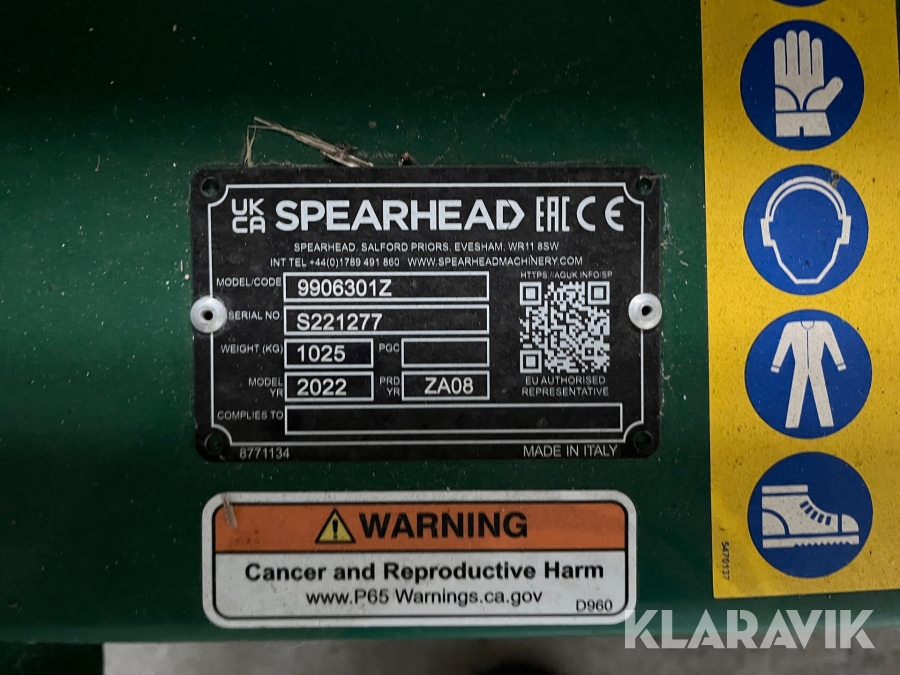 UK
CA
SPEARHEAD EAC CE
SPEARHEAD, SALFORD PRIORS, EVESHAM, WR11 8SW
INT TEL +44(0)1789 491 860 WWW.SPEARHEADMACHINERY.COM
HTTPS://AGUK.INFO/SP
MODEL/CODE 9906301Z
SERIAL NO. S221277
WEIGHT (KG) 1025 PGC
MODEL YR 2022 PRD YR ZA08
EU AUTHORISED
REPRESENTATIVE
COMPLIES TO
8771134 MADE IN ITALY
WARNING
Cancer and Reproductive Harm
www.P65 Warnings.ca.gov
D960
5470137
KLARAVIK